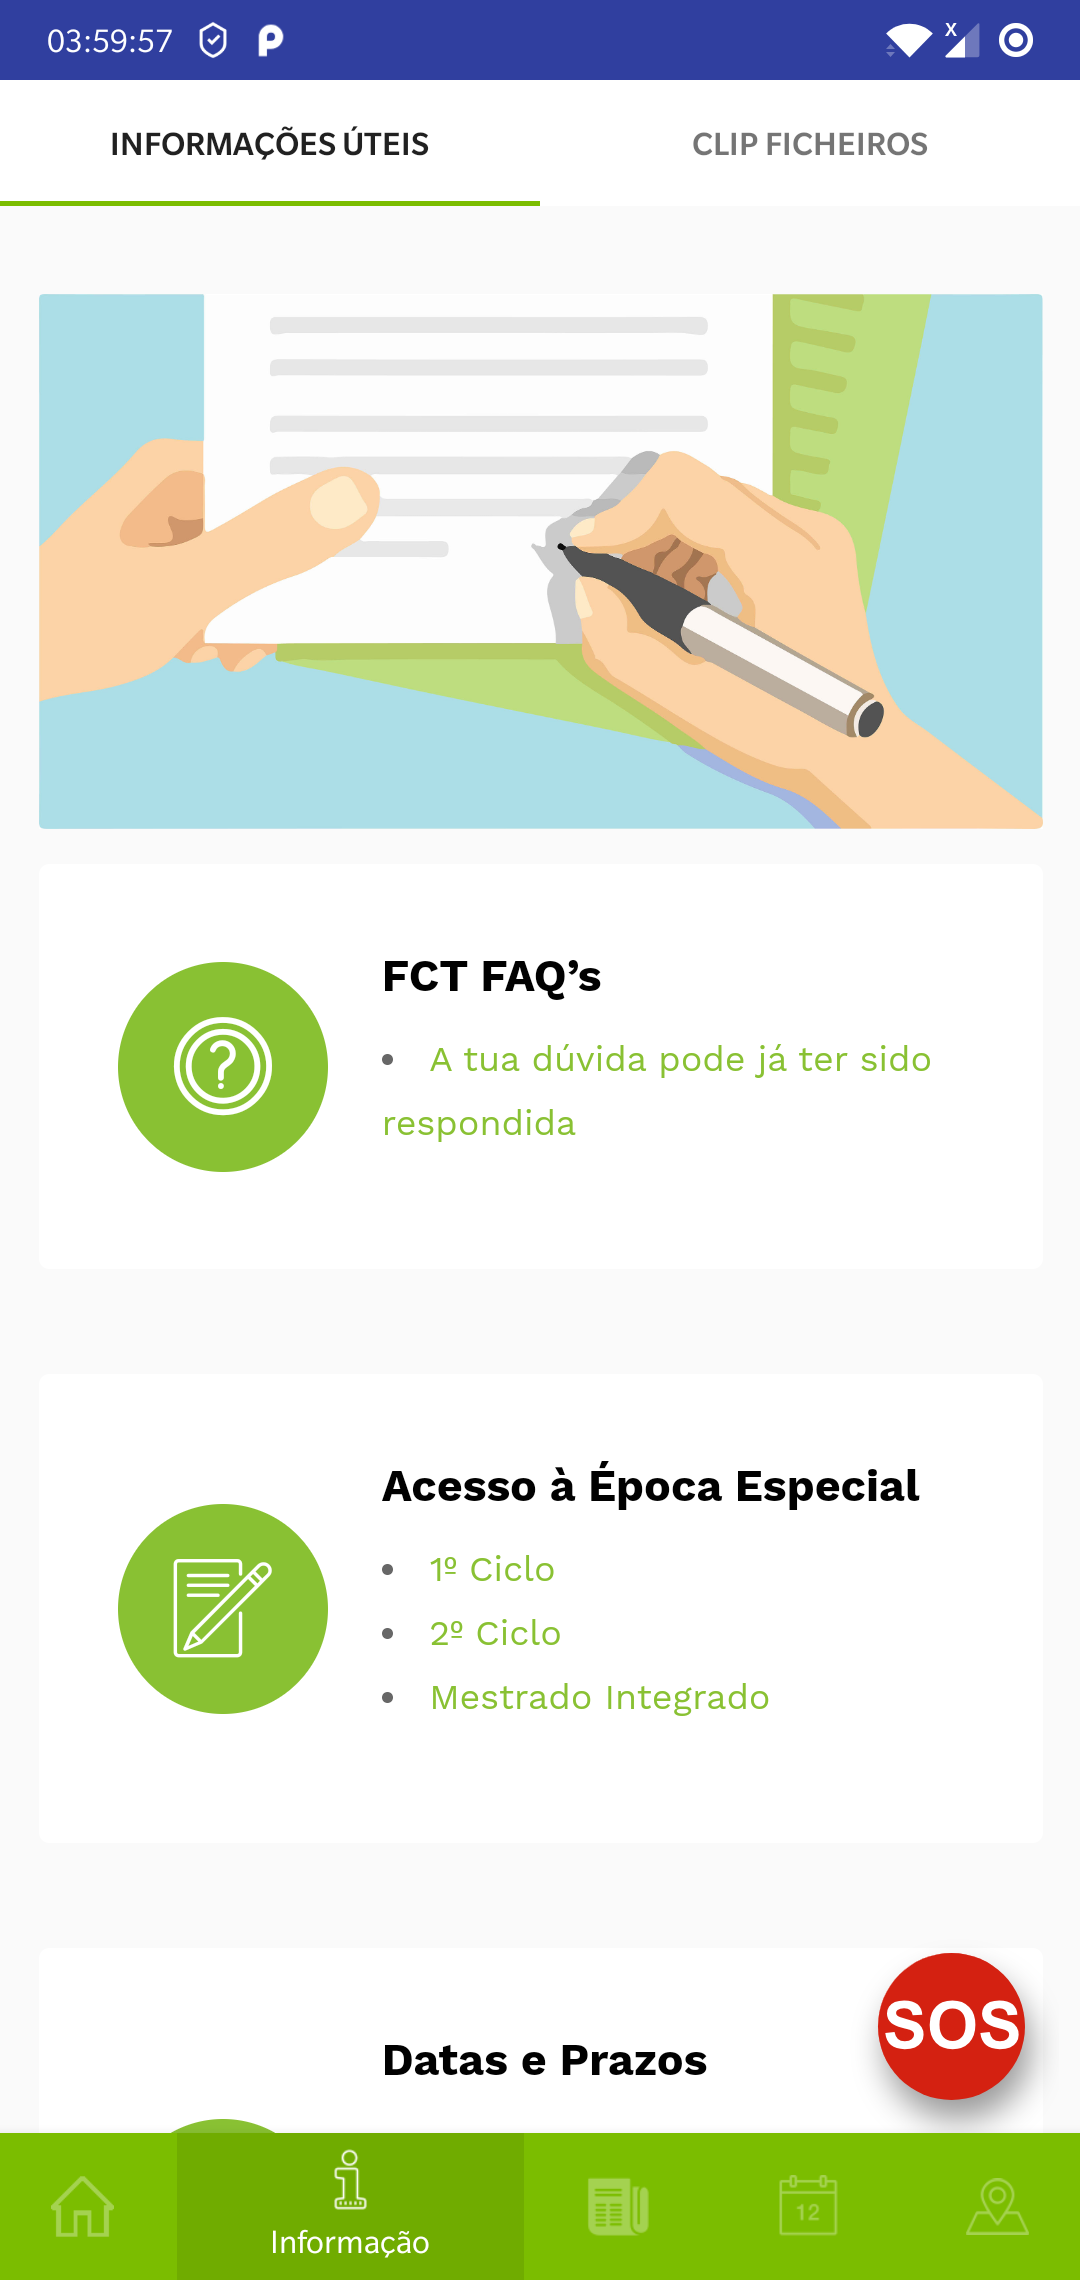 03:59:57
X
INFORMAÇÕES ÚTEIS
CLIP FICHEIROS
FCT FAQ’s
• A tua dúvida pode já ter sido
respondida
Acesso à Época Especial
• 1º Ciclo
• 2º Ciclo
• Mestrado Integrado
SOS
Datas e Prazos
12
Informação